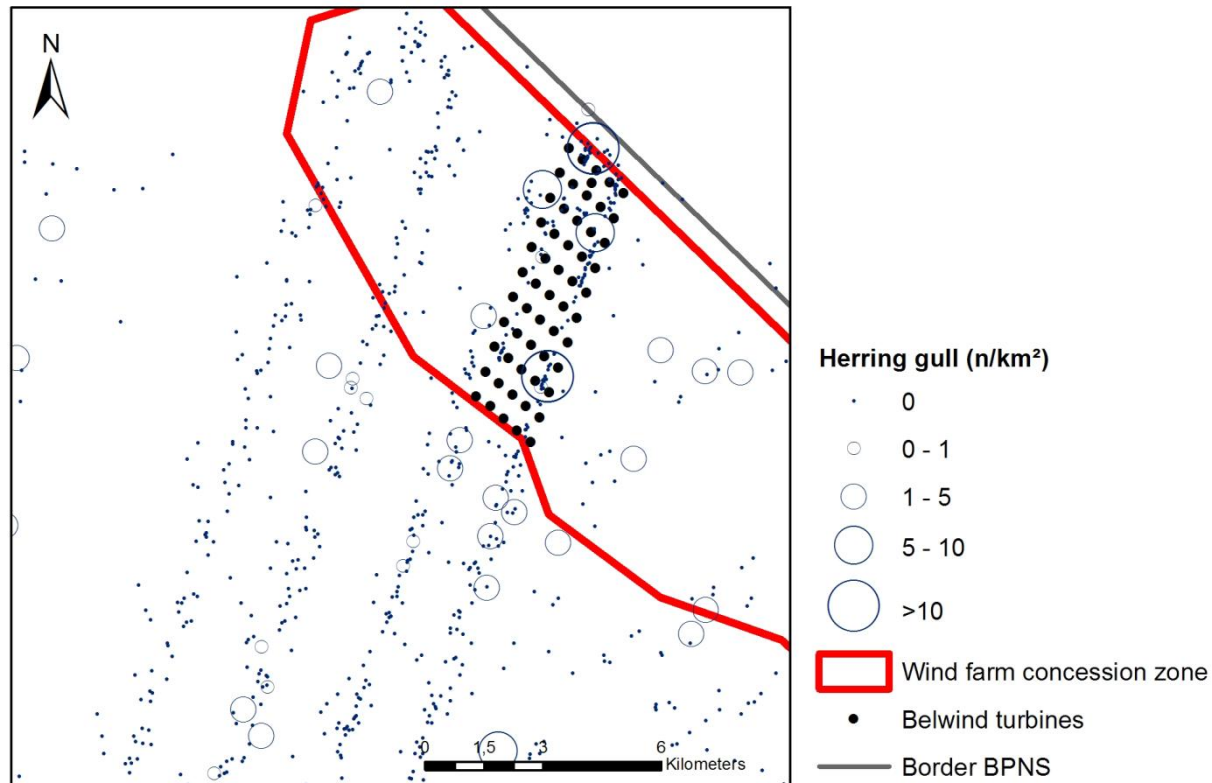 N
0
1,5
3
6
Kilometers
Herring gull (n/km²)
0
0 - 1
1 - 5
5 - 10
>10
Wind farm concession zone
Belwind turbines
Border BPNS